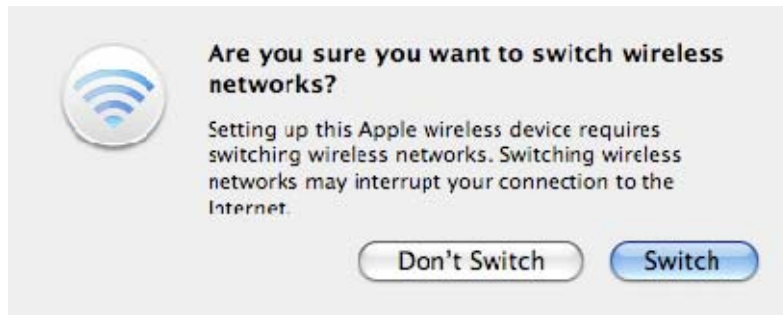 Are you sure you want to switch wireless
networks?
Setting up this Apple wireless device requires
switching wireless networks. Switching wireless
networks may interrupt your connection to the
Internet.
Don't Switch
Switch